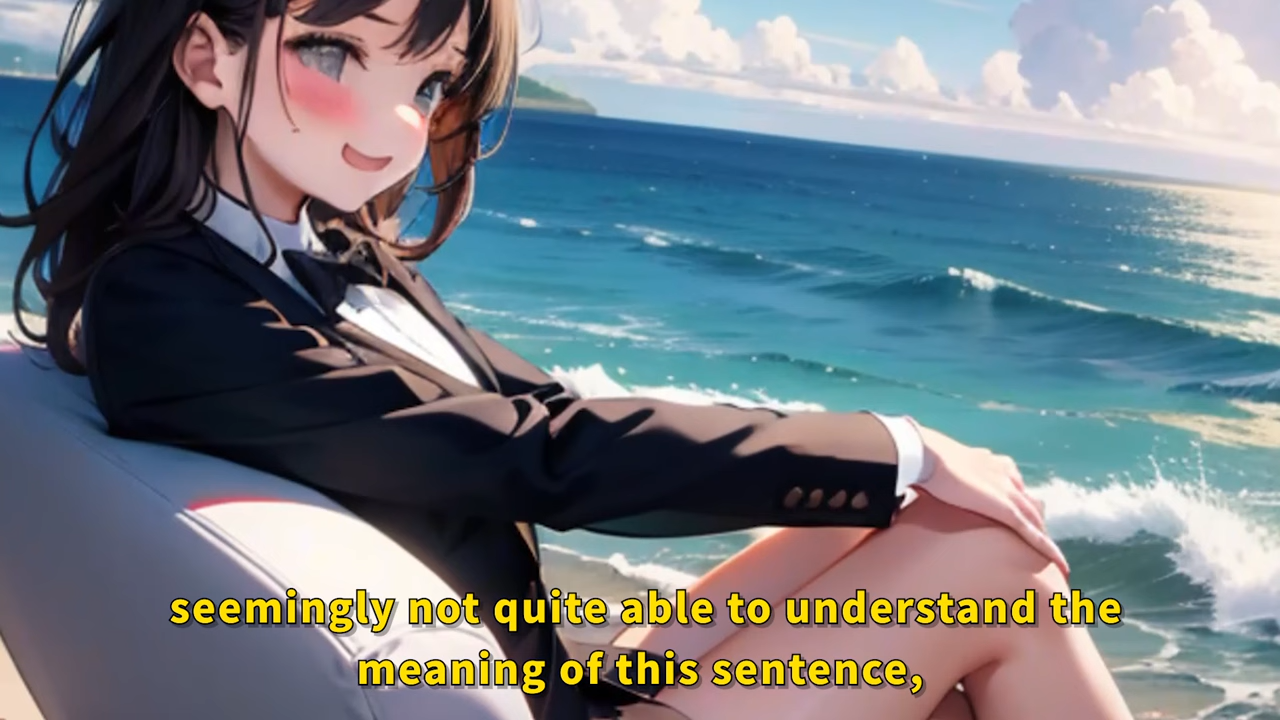 seemingly not quite able to understand the
meaning of this sentence,